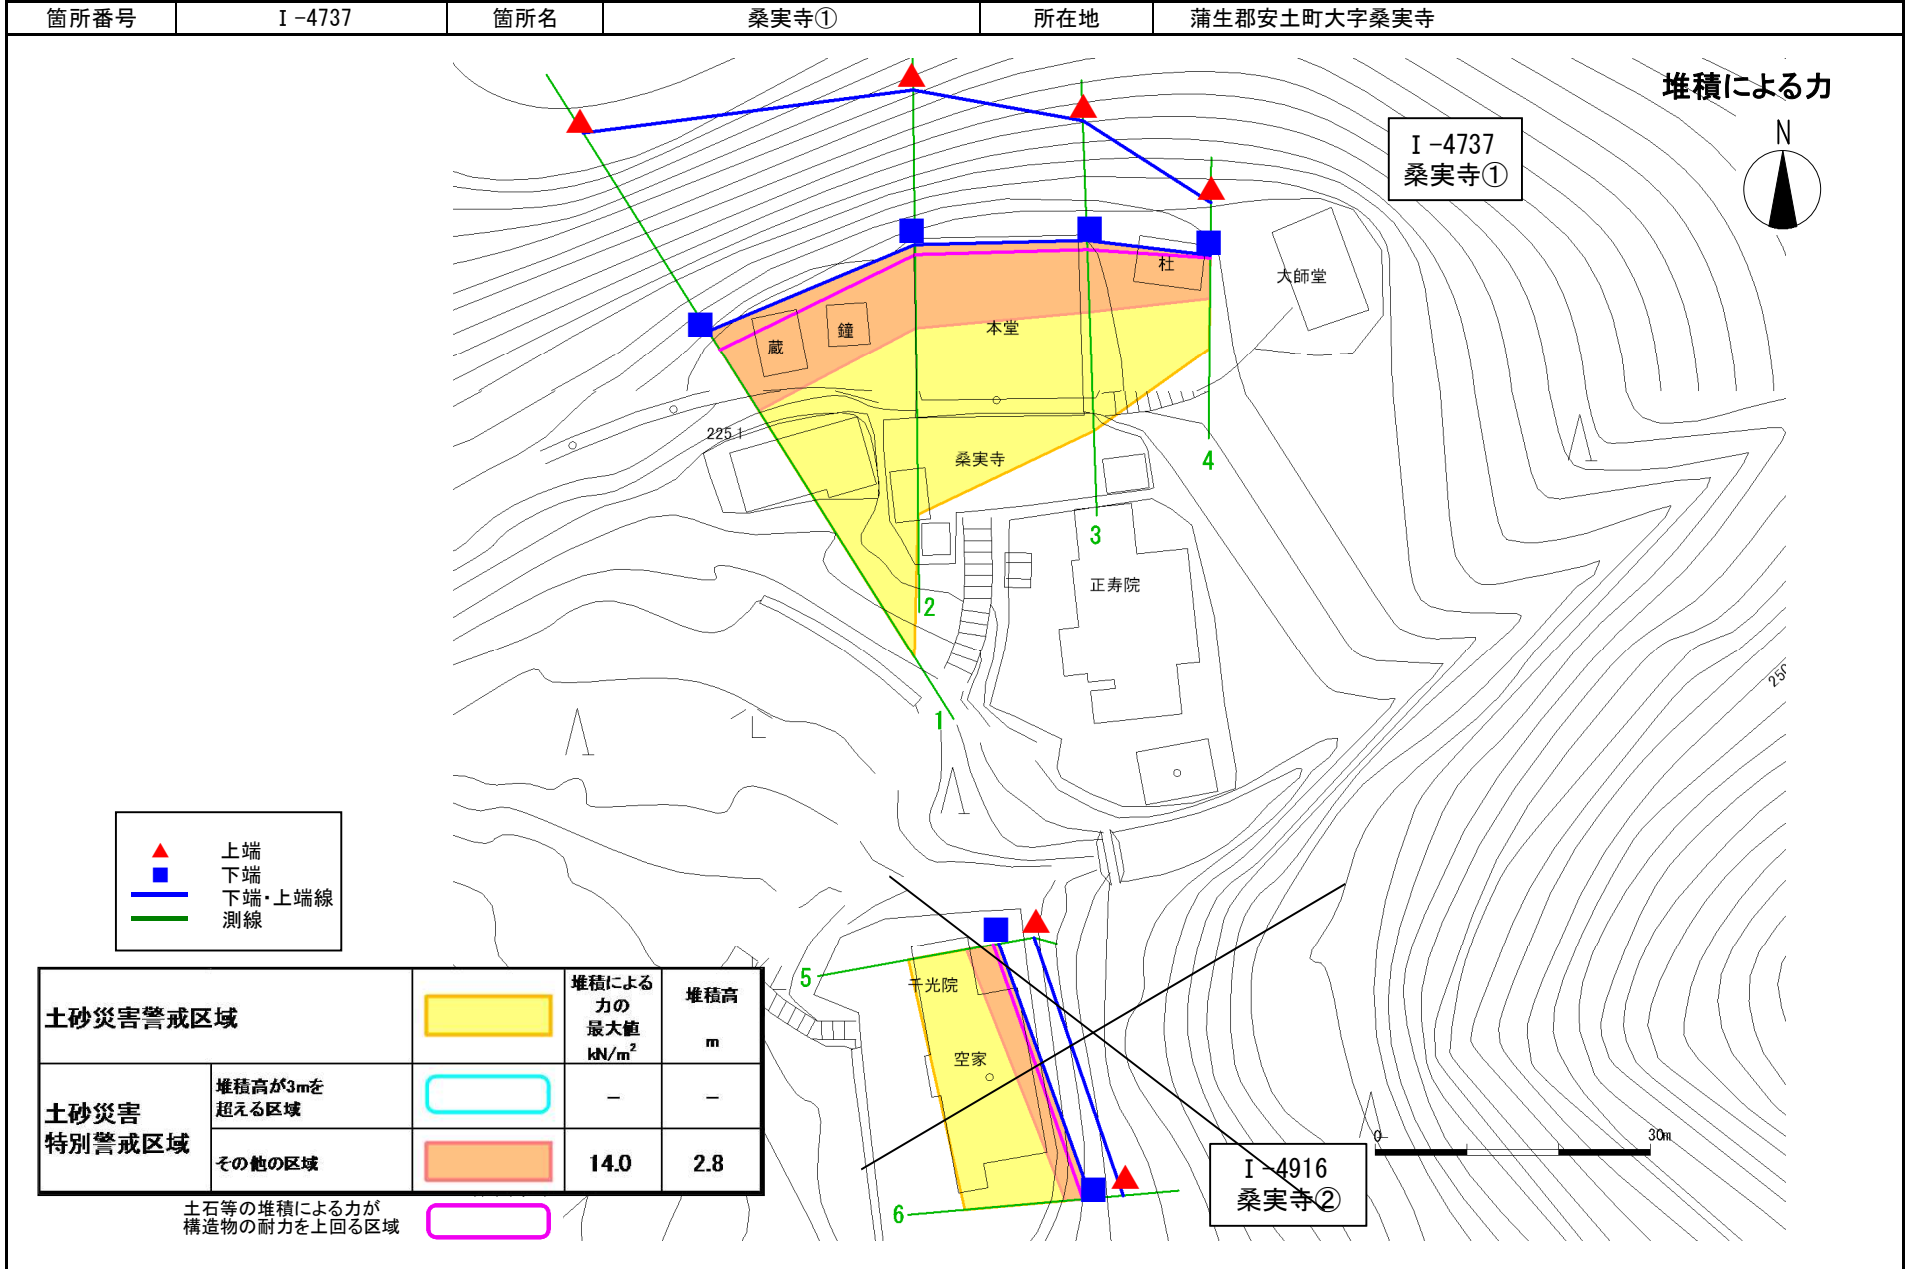 箇所番号 Ⅰ-4737 箇所名 桑実寺① 所在地 蒲生郡安土町大字桑実寺
堆積による力
Ⅰ-4737
桑実寺①
N
杜
大師堂
本堂
鐘
蔵
225.1
桑実寺
4
3
正寿院
2
1
250
上端
下端
下端・上端線
測線
5
千光院
空家
6
Ⅰ-4916
桑実寺②
0 30m
土砂災害警戒区域
堆積による
力の
最大値
kN/m²
堆積高
m
土砂災害
特別警戒区域
堆積高が3mを
超える区域
－ －
その他の区域 14.0 2.8
土石等の堆積による力が
構造物の耐力を上回る区域